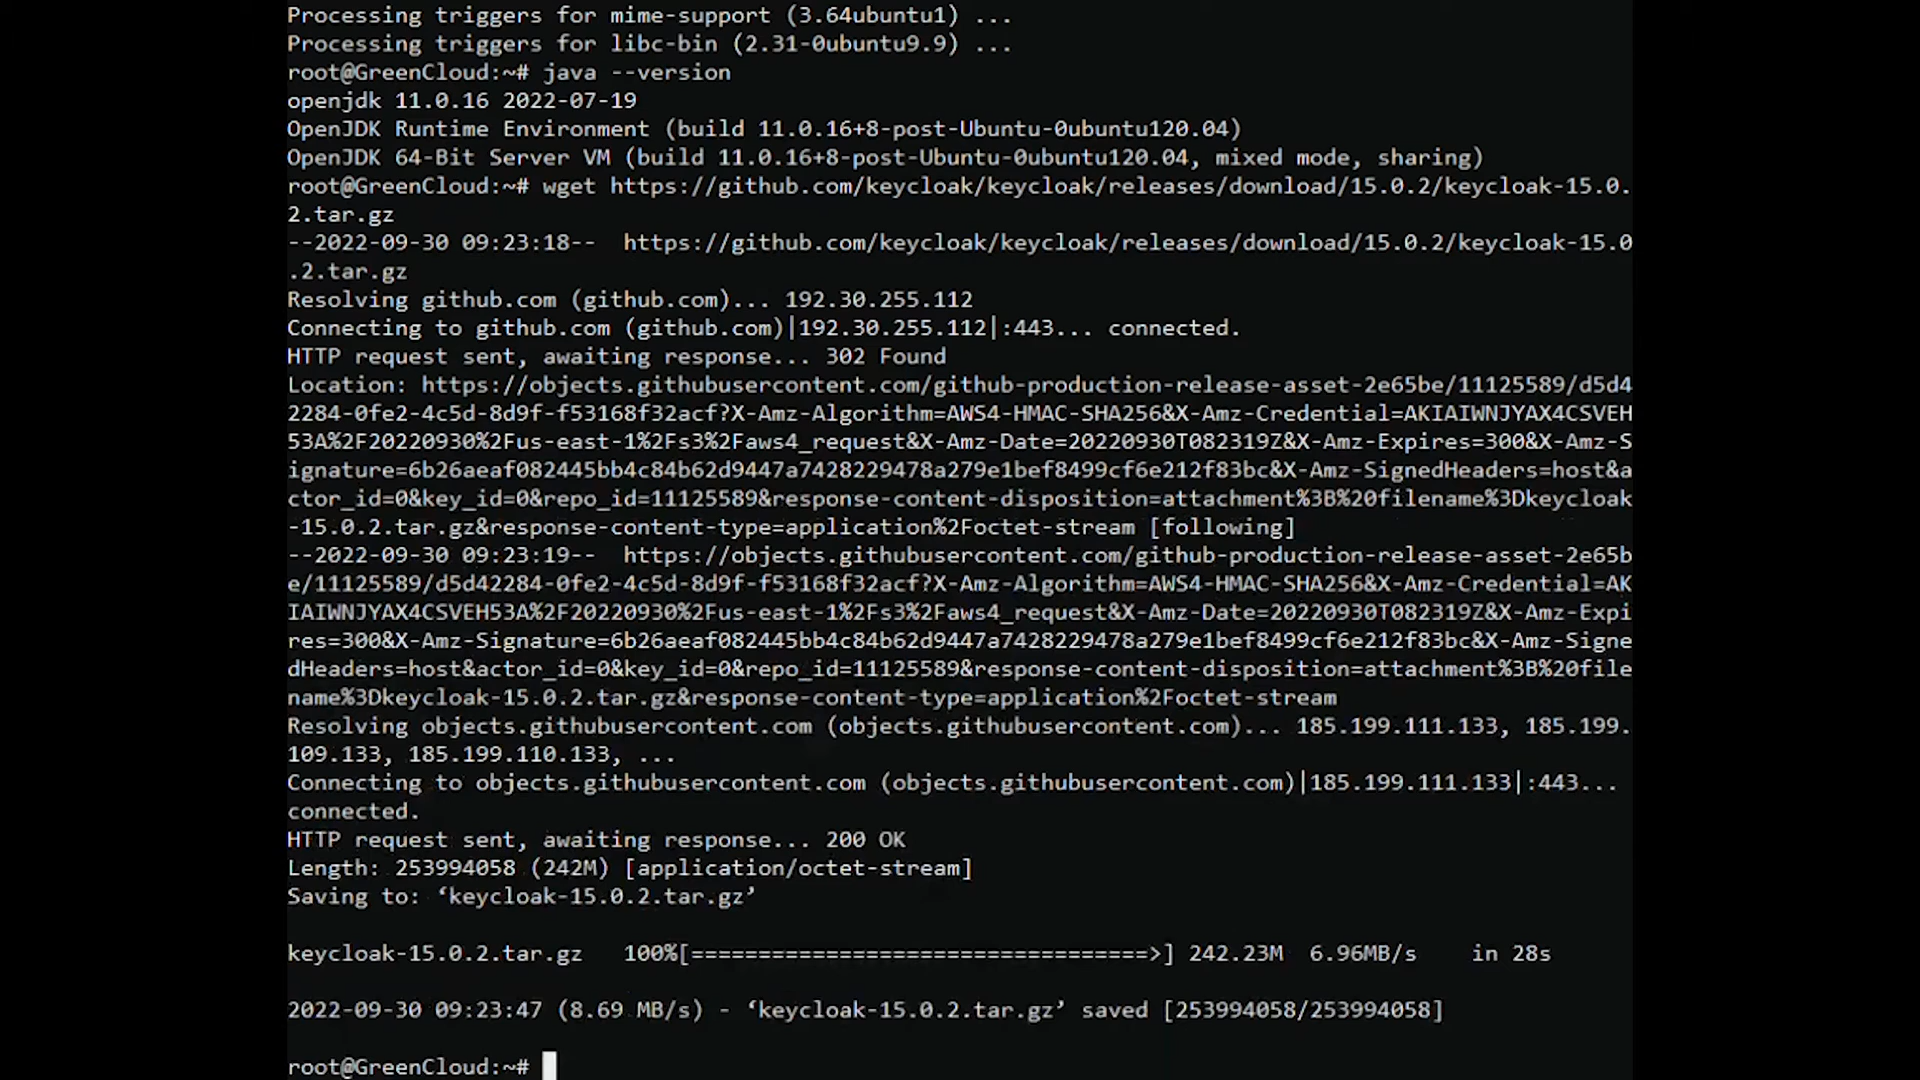 Processing triggers for mime-support (3.64ubuntu1) ...
Processing triggers for libc-bin (2.31-0ubuntu9.9) ...
root@GreenCloud:~# java --version
openjdk 11.0.16 2022-07-19
OpenJDK Runtime Environment (build 11.0.16+8-post-Ubuntu-0ubuntu120.04)
OpenJDK 64-Bit Server VM (build 11.0.16+8-post-Ubuntu-0ubuntu120.04, mixed mode, sharing)
root@GreenCloud:~# wget https://github.com/keycloak/keycloak/releases/download/15.0.2/keycloak-15.0.
2.tar.gz
--2022-09-30 09:23:18--  https://github.com/keycloak/keycloak/releases/download/15.0.2/keycloak-15.0
.2.tar.gz
Resolving github.com (github.com)... 192.30.255.112
Connecting to github.com (github.com)|192.30.255.112|:443... connected.
HTTP request sent, awaiting response... 302 Found
Location: https://objects.githubusercontent.com/github-production-release-asset-2e65be/11125589/d5d4
2284-0fe2-4c5d-8d9f-f53168f32acf?X-Amz-Algorithm=AWS4-HMAC-SHA256&X-Amz-Credential=AKIAIWNJYAX4CSVEH
53A%2F20220930%2Fus-east-1%2Fs3%2Faws4_request&X-Amz-Date=20220930T082319Z&X-Amz-Expires=300&X-Amz-S
ignature=6b26aeaf082445bb4c84b62d9447a7428229478a279e1bef8499cf6e212f83bc&X-Amz-SignedHeaders=host&a
ctor_id=0&key_id=0&repo_id=11125589&response-content-disposition=attachment%3B%20filename%3Dkeycloak
-15.0.2.tar.gz&response-content-type=application%2Foctet-stream [following]
--2022-09-30 09:23:19--  https://objects.githubusercontent.com/github-production-release-asset-2e65b
e/11125589/d5d42284-0fe2-4c5d-8d9f-f53168f32acf?X-Amz-Algorithm=AWS4-HMAC-SHA256&X-Amz-Credential=AK
IAIWNJYAX4CSVEH53A%2F20220930%2Fus-east-1%2Fs3%2Faws4_request&X-Amz-Date=20220930T082319Z&X-Amz-Expi
res=300&X-Amz-Signature=6b26aeaf082445bb4c84b62d9447a7428229478a279e1bef8499cf6e212f83bc&X-Amz-Signe
dHeaders=host&actor_id=0&key_id=0&repo_id=11125589&response-content-disposition=attachment%3B%20file
name%3Dkeycloak-15.0.2.tar.gz&response-content-type=application%2Foctet-stream
Resolving objects.githubusercontent.com (objects.githubusercontent.com)... 185.199.111.133, 185.199.
109.133, 185.199.110.133, ...
Connecting to objects.githubusercontent.com (objects.githubusercontent.com)|185.199.111.133|:443...
connected.
HTTP request sent, awaiting response... 200 OK
Length: 253994058 (242M) [application/octet-stream]
Saving to: ‘keycloak-15.0.2.tar.gz’
keycloak-15.0.2.tar.gz   100%[==================================>] 242.23M  6.96MB/s    in 28s
2022-09-30 09:23:47 (8.69 MB/s) - ‘keycloak-15.0.2.tar.gz’ saved [253994058/253994058]
root@GreenCloud:~#